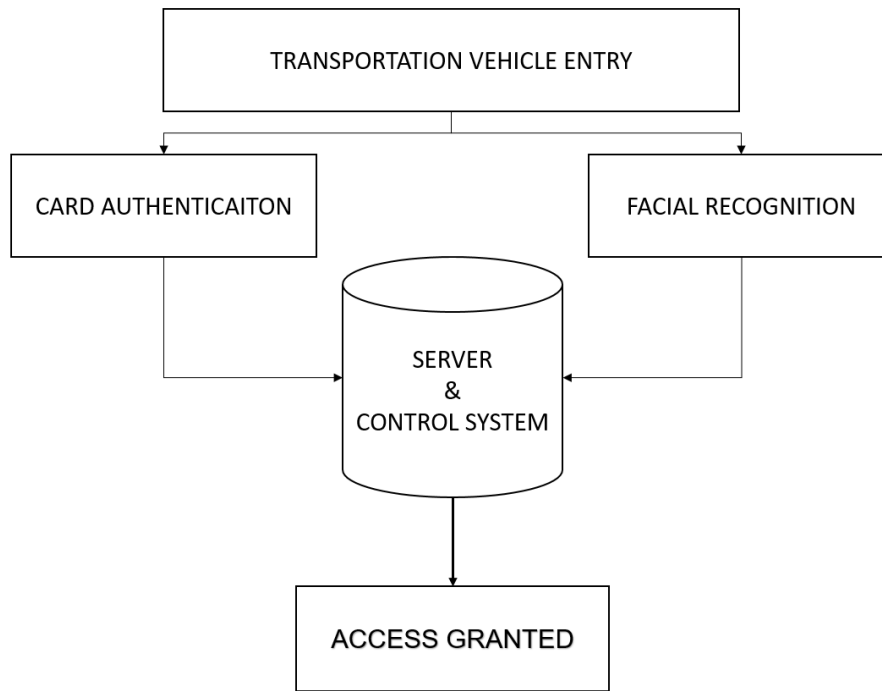 TRANSPORTATION VEHICLE ENTRY
CARD AUTHENTICAITON
FACIAL RECOGNITION
SERVER
&
CONTROL SYSTEM
ACCESS GRANTED